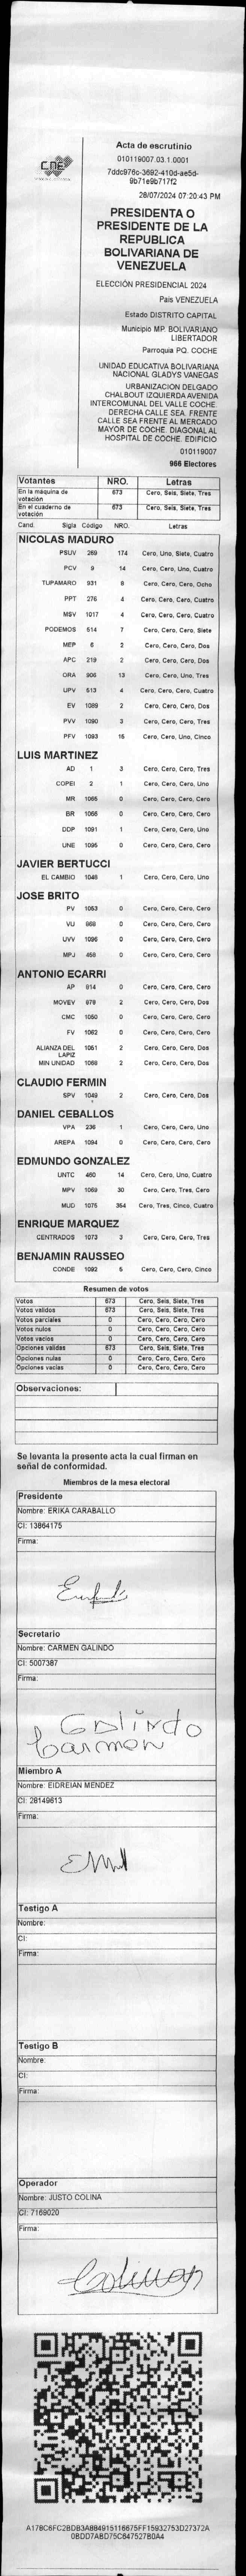 CNE
Acta de escrutinio
010119007.03.1.0001
7ddc976c-3692-410d-ae5d-
9b71e9b717f2
28/07/2024 07:20:43 PM
PRESIDENTA O
PRESIDENTE DE LA
REPUBLICA
BOLIVARIANA DE
VENEZUELA
ELECCIÓN PRESIDENCIAL 2024
País VENEZUELA
Estado DISTRITO CAPITAL
Municipio MP. BOLIVARIANO
LIBERTADOR
Parroquia PQ. COCHE
UNIDAD EDUCATIVA BOLIVARIANA
NACIONAL GLADYS VANEGAS
URBANIZACION DELGADO
CHALBOUT IZQUIERDA AVENIDA
INTERCOMUNAL DEL VALLE COCHE.
DERECHA CALLE SEA. FRENTE
CALLE SEA FRENTE AL MERCADO
MAYOR DE COCHE. DIAGONAL AL
HOSPITAL DE COCHE. EDIFICIO
010119007
966 Electores
Votantes NRO. Letras
En la máquina de votación 673 Cero, Seis, Siete, Tres
En el cuaderno de votación 673 Cero, Seis, Siete, Tres
Cand. Sigla Código NRO. Letras
NICOLAS MADURO
PSUV 269 174 Cero, Uno, Siete, Cuatro
PCV 9 14 Cero, Cero, Uno, Cuatro
TUPAMARO 931 8 Cero, Cero, Cero, Ocho
PPT 276 4 Cero, Cero, Cero, Cuatro
MSV 1017 4 Cero, Cero, Cero, Cuatro
PODEMOS 514 7 Cero, Cero, Cero, Siete
MEP 6 2 Cero, Cero, Cero, Dos
APC 219 2 Cero, Cero, Cero, Dos
ORA 906 13 Cero, Cero, Uno, Tres
UPV 513 4 Cero, Cero, Cero, Cuatro
EV 1089 2 Cero, Cero, Cero, Dos
PVV 1090 3 Cero, Cero, Cero, Tres
PFV 1093 15 Cero, Cero, Uno, Cinco
LUIS MARTINEZ
AD 1 3 Cero, Cero, Cero, Tres
COPEI 2 1 Cero, Cero, Cero, Uno
MR 1065 0 Cero, Cero, Cero, Cero
BR 1066 0 Cero, Cero, Cero, Cero
DDP 1091 1 Cero, Cero, Cero, Uno
UNE 1095 0 Cero, Cero, Cero, Cero
JAVIER BERTUCCI
EL CAMBIO 1048 1 Cero, Cero, Cero, Uno
JOSE BRITO
PV 1053 0 Cero, Cero, Cero, Cero
VU 968 0 Cero, Cero, Cero, Cero
UVV 1096 0 Cero, Cero, Cero, Cero
MPJ 458 0 Cero, Cero, Cero, Cero
ANTONIO ECARRI
AP 914 0 Cero, Cero, Cero, Cero
MOVEV 979 2 Cero, Cero, Cero, Dos
CMC 1050 0 Cero, Cero, Cero, Cero
FV 1062 0 Cero, Cero, Cero, Cero
ALIANZA DEL LAPIZ 1051 2 Cero, Cero, Cero, Dos
MIN UNIDAD 1068 2 Cero, Cero, Cero, Dos
CLAUDIO FERMIN
SPV 1049 2 Cero, Cero, Cero, Dos
DANIEL CEBALLOS
VPA 236 1 Cero, Cero, Cero, Uno
AREPA 1094 0 Cero, Cero, Cero, Cero
EDMUNDO GONZALEZ
UNTC 460 14 Cero, Cero, Uno, Cuatro
MPV 1069 30 Cero, Cero, Tres, Cero
MUD 1075 354 Cero, Tres, Cinco, Cuatro
ENRIQUE MARQUEZ
CENTRADOS 1073 3 Cero, Cero, Cero, Tres
BENJAMIN RAUSSEO
CONDE 1092 5 Cero, Cero, Cero, Cinco
Resumen de votos
Votos 673 Cero, Seis, Siete, Tres
Votos validos 673 Cero, Seis, Siete, Tres
Votos parciales 0 Cero, Cero, Cero, Cero
Votos nulos 0 Cero, Cero, Cero, Cero
Votos vacios 0 Cero, Cero, Cero, Cero
Opciones validas 673 Cero, Seis, Siete, Tres
Opciones nulas 0 Cero, Cero, Cero, Cero
Opciones vacias 0 Cero, Cero, Cero, Cero
Observaciones:
Se levanta la presente acta la cual firman en
señal de conformidad.
Miembros de la mesa electoral
Presidente
Nombre: ERIKA CARABALLO
CI: 13864175
Firma:
Secretario
Nombre: CARMEN GALINDO
CI: 5007387
Firma:
Galindo
Carmen
Miembro A
Nombre: EIDREIAN MENDEZ
CI: 28149613
Firma:
Testigo A
Nombre:
CI:
Firma:
Testigo B
Nombre:
CI:
Firma:
Operador
Nombre: JUSTO COLINA
CI: 7169020
Firma:
A17BC6FC2BDB3A884915116675FF15932753D27372A
0BDD7ABD75C647527B0A4